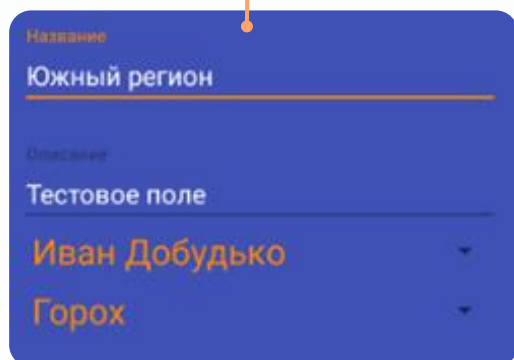 Название
Южный регион
Описание
Тестовое поле
Иван Добудько
Горох